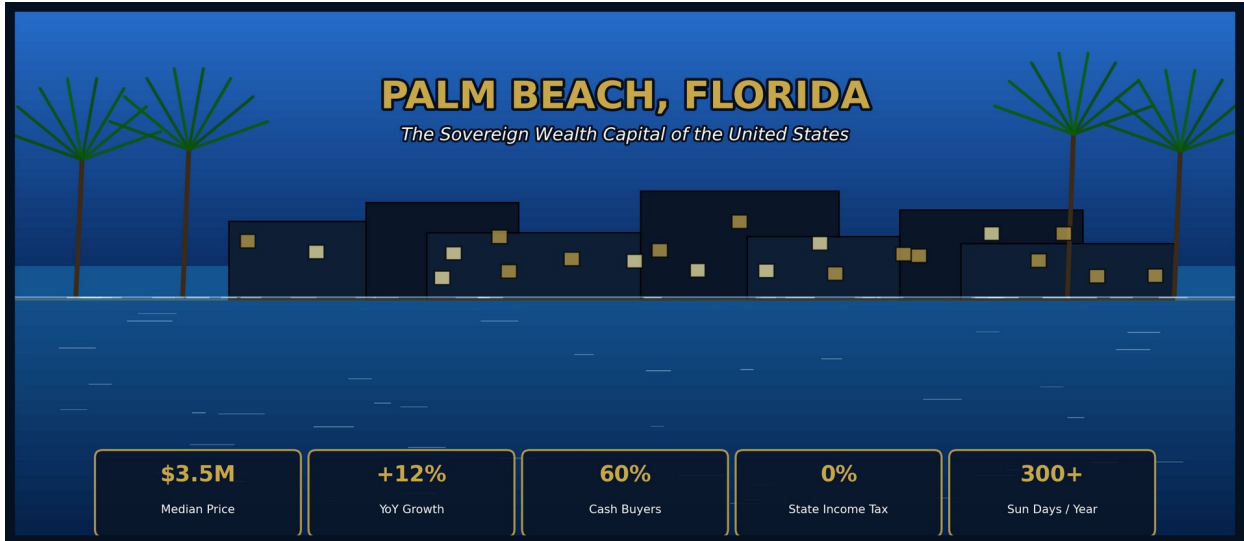 PALM BEACH, FLORIDA
The Sovereign Wealth Capital of the United States
$3.5M
Median Price
+12%
YoY Growth
60%
Cash Buyers
0%
State Income Tax
300+
Sun Days / Year